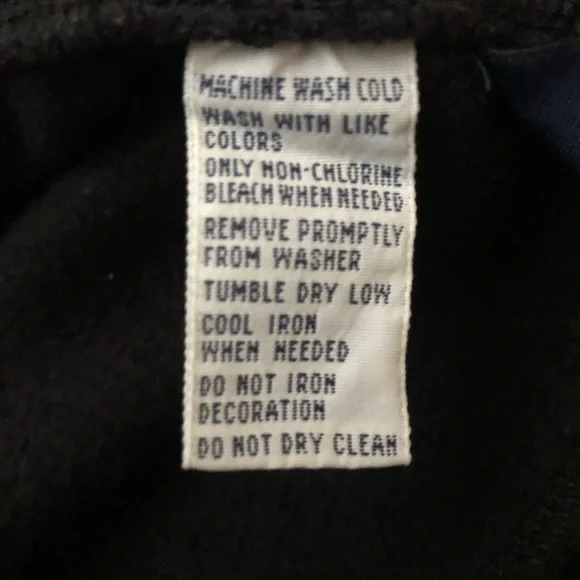 MACHINE WASH COLD
WASH WITH LIKE
COLORS
ONLY NON-CHLORINE
BLEACH WHEN NEEDED
REMOVE PROMPTLY
FROM WASHER
TUMBLE DRY LOW
COOL IRON
WHEN NEEDED
DO NOT IRON
DECORATION
DO NOT DRY CLEAN